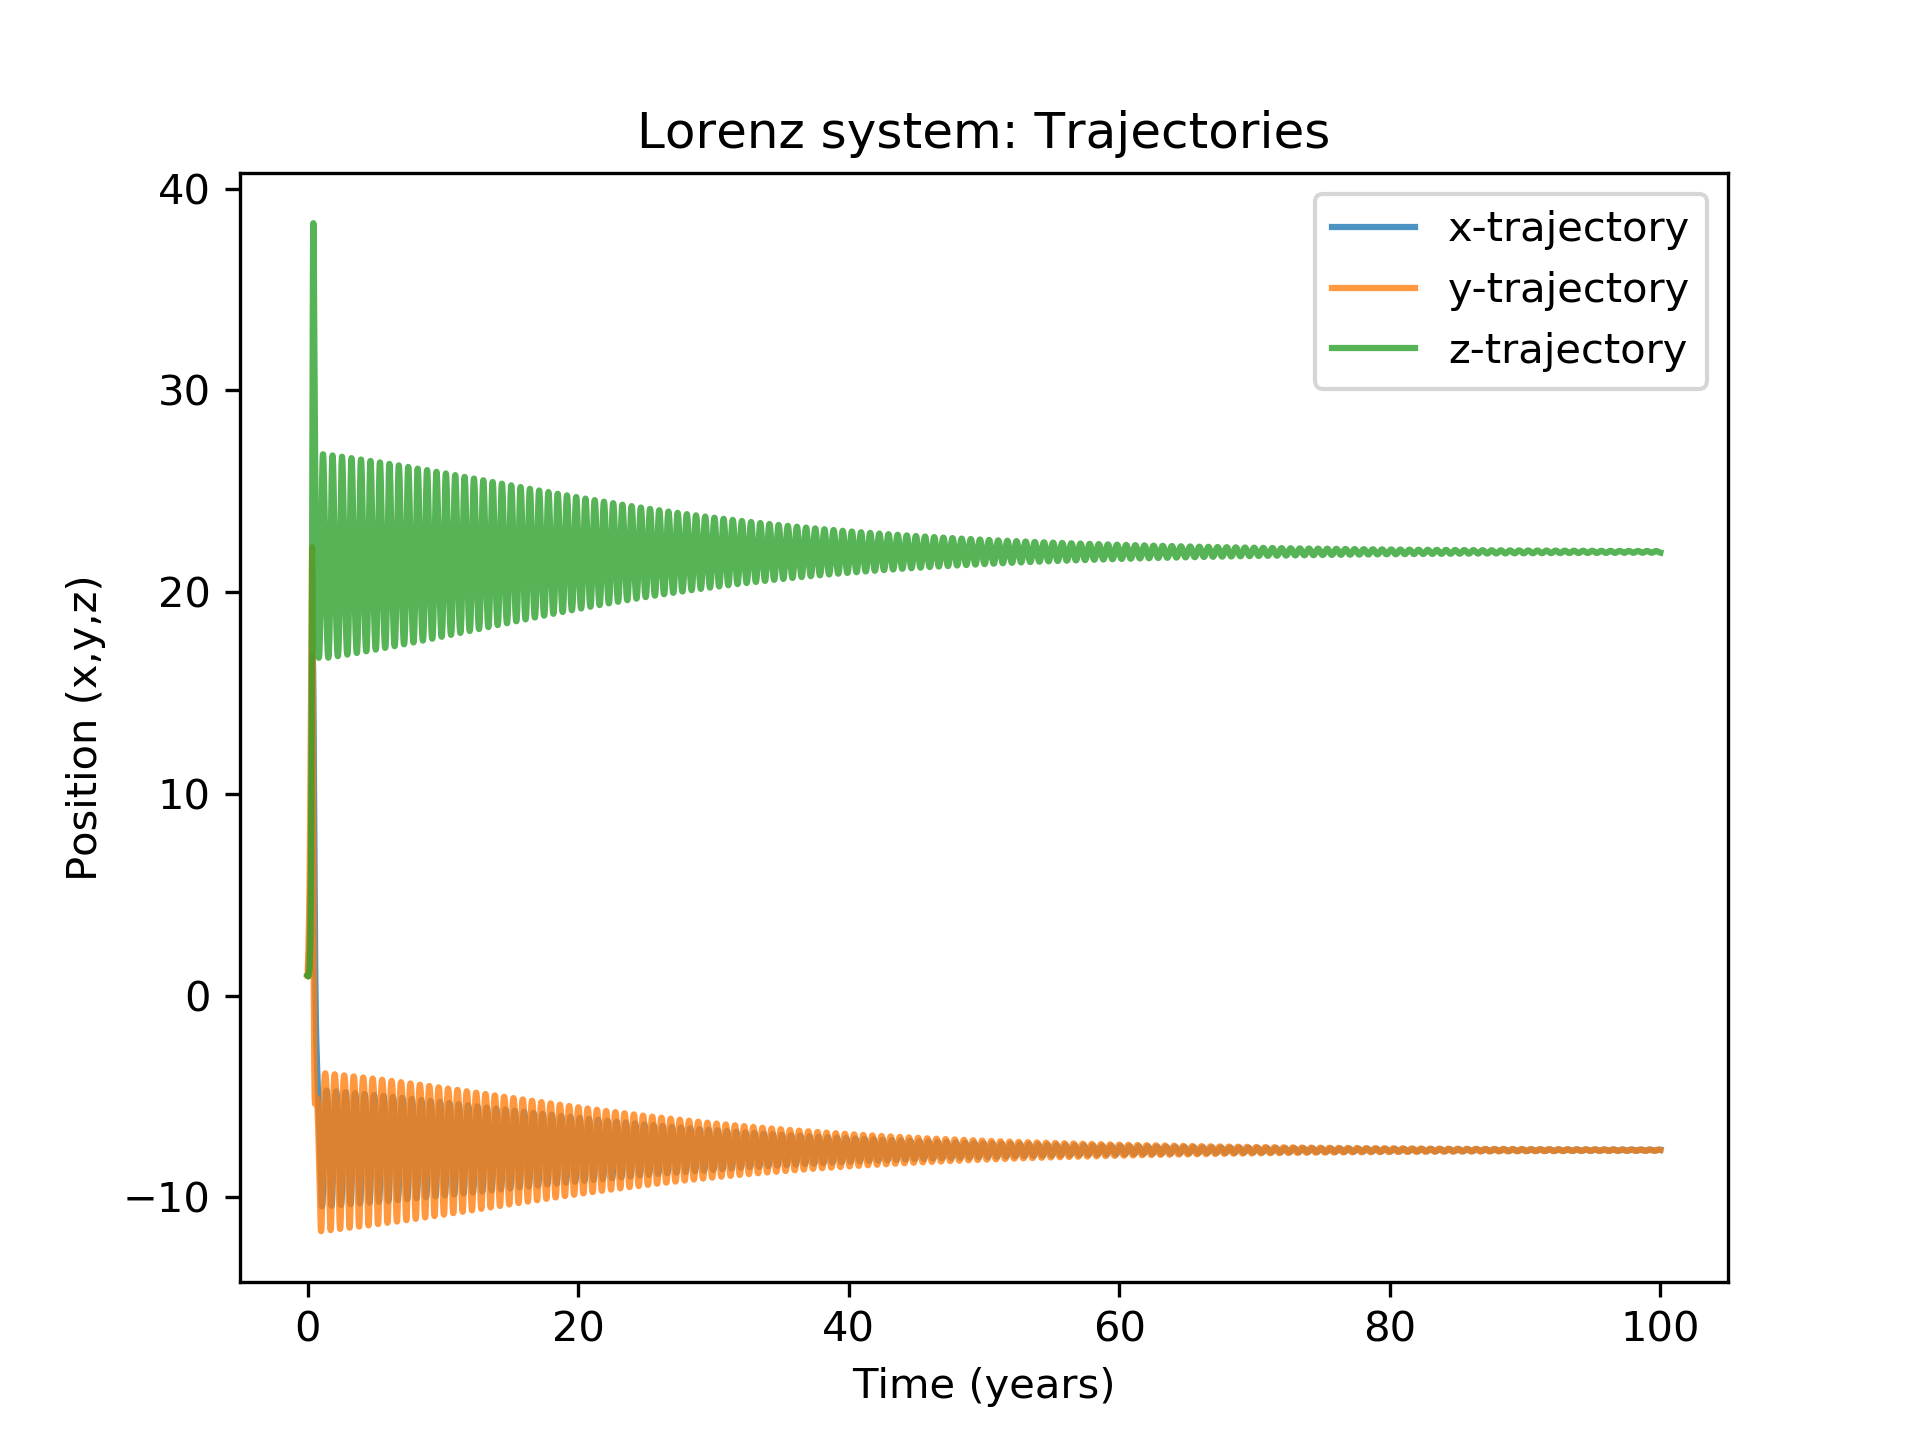 Lorenz system: Trajectories
x-trajectory
y-trajectory
z-trajectory
40
30
20
10
0
−10
Position (x,y,z)
0 20 40 60 80 100
Time (years)